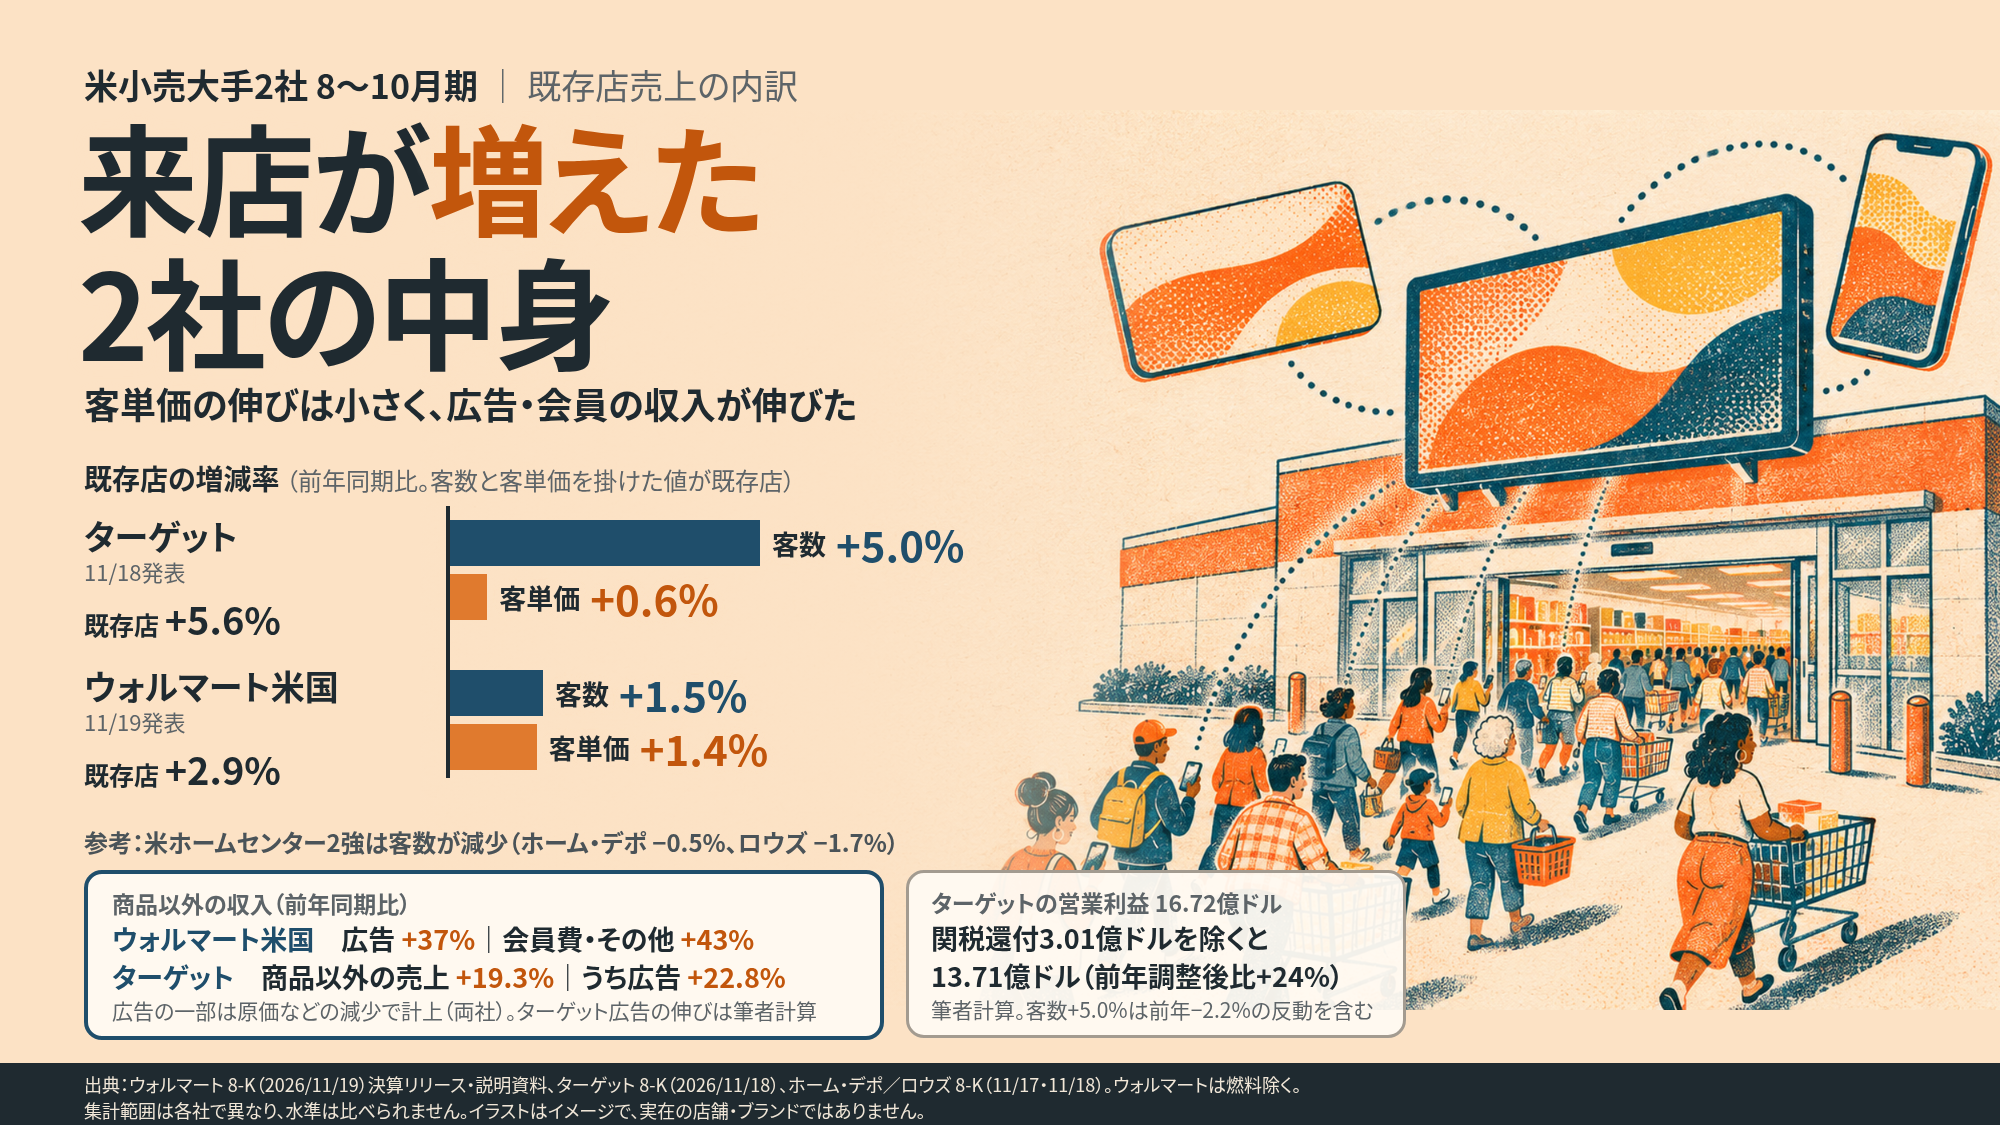 米小売大手2社 8〜10月期｜既存店売上の内訳
来店が増えた
2社の中身
客単価の伸びは小さく、広告・会員の収入が伸びた
既存店の増減率（前年同期比。客数と客単価を掛けた値が既存店）
ターゲット
11/18発表
既存店 +5.6%
客数 +5.0%
客単価 +0.6%
ウォルマート米国
11/19発表
既存店 +2.9%
客数 +1.5%
客単価 +1.4%
参考：米ホームセンター2強は客数が減少（ホーム・デポ −0.5%、ロウズ −1.7%）
商品以外の収入（前年同期比）
ウォルマート米国　広告 +37%｜会員費・その他 +43%
ターゲット　商品以外の売上 +19.3%｜うち広告 +22.8%
広告の一部は原価などの減少で計上（両社）。ターゲット広告の伸びは筆者計算
ターゲットの営業利益 16.72億ドル
関税還付3.01億ドルを除くと
13.71億ドル（前年調整後比+24%）
筆者計算。客数+5.0%は前年−2.2%の反動を含む
出典：ウォルマート 8-K（2026/11/19）決算リリース・説明資料、ターゲット 8-K（2026/11/18）、ホーム・デポ／ロウズ 8-K（11/17・11/18）。ウォルマートは燃料除く。
集計範囲は各社で異なり、水準は比べられません。イラストはイメージで、実在の店舗・ブランドではありません。